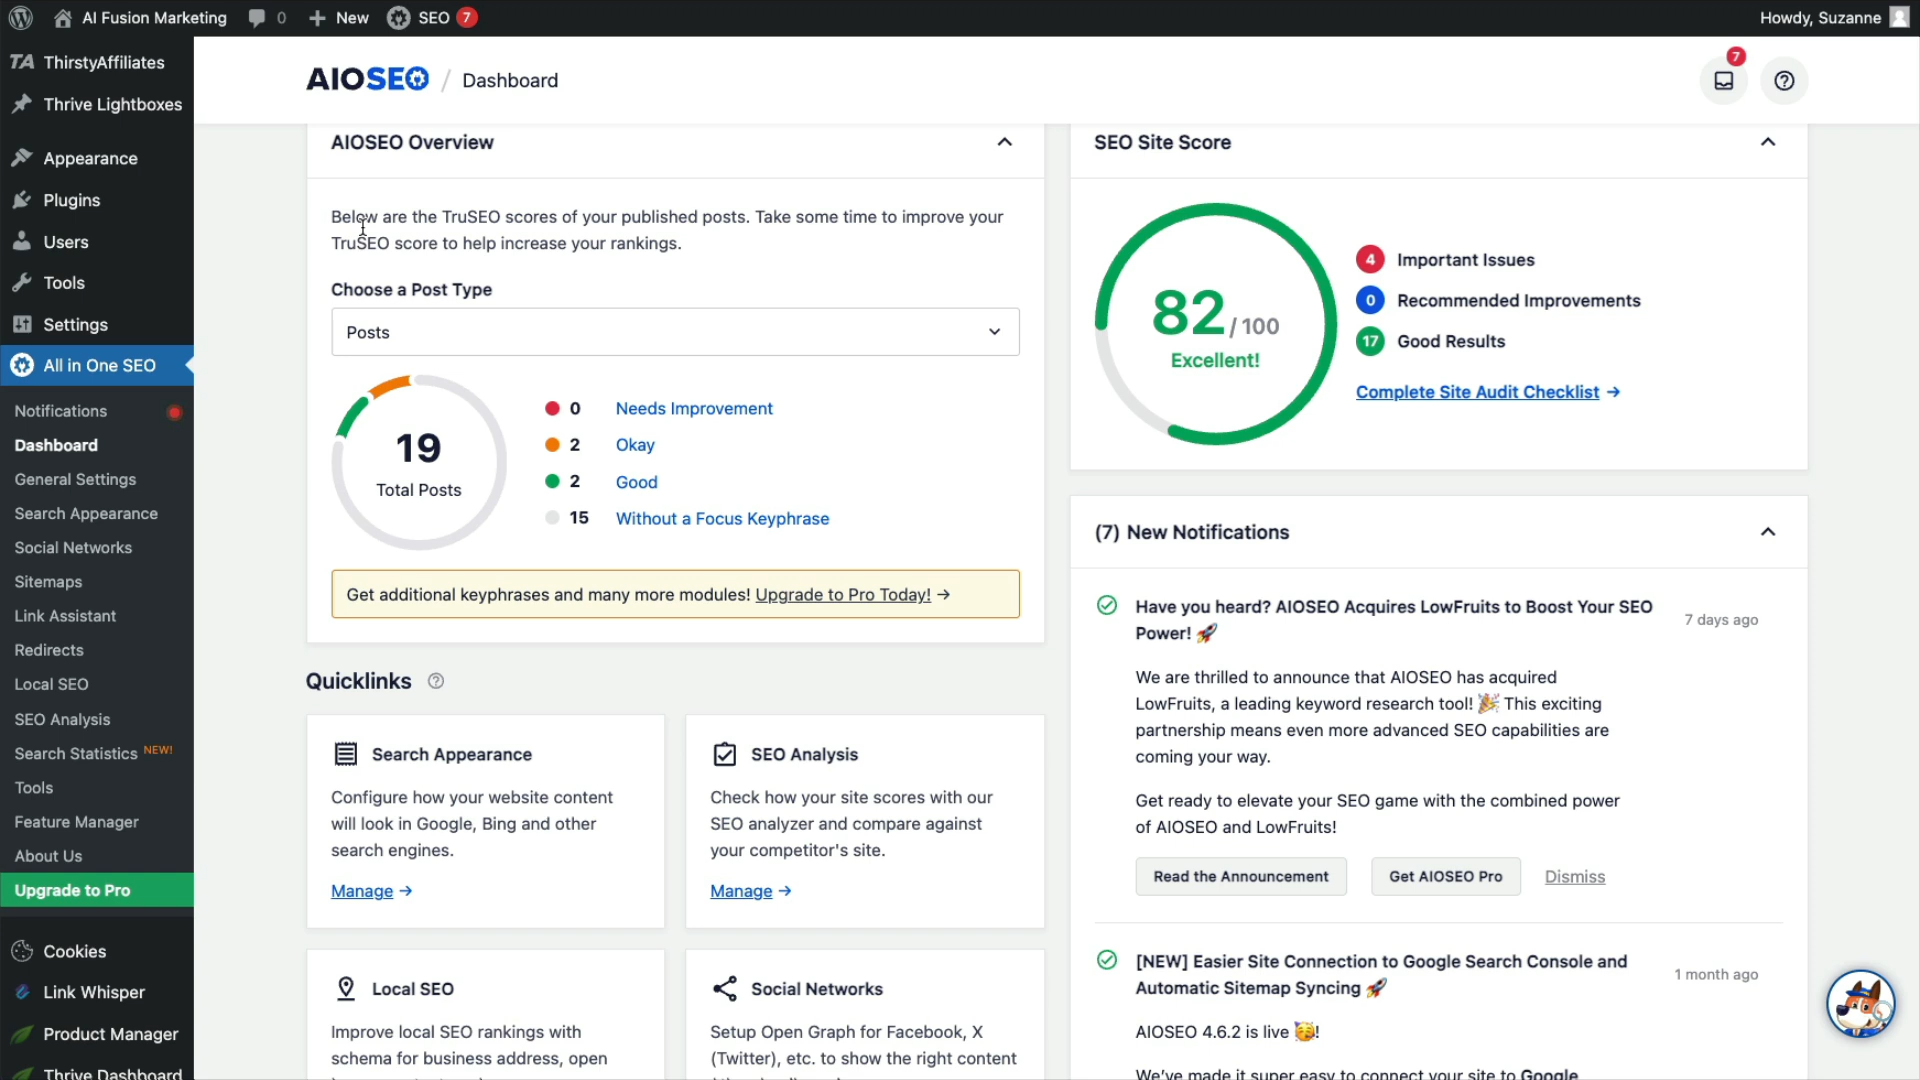 AI Fusion Marketing 0 New SEO 7 Howdy, Suzanne
TA ThirstyAffiliates
Thrive Lightboxes
Appearance
Plugins
Users
Tools
Settings
All in One SEO
Notifications
Dashboard
General Settings
Search Appearance
Social Networks
Sitemaps
Link Assistant
Redirects
Local SEO
SEO Analysis
Search Statistics NEW!
Tools
Feature Manager
About Us
Upgrade to Pro
Cookies
Link Whisper
Product Manager
Thrive Dashboard
AIOSEO / Dashboard
7
AIOSEO Overview
Below are the TruSEO scores of your published posts. Take some time to improve your
TruSEO score to help increase your rankings.
Choose a Post Type
Posts
19
Total Posts
0 Needs Improvement
2 Okay
2 Good
15 Without a Focus Keyphrase
Get additional keyphrases and many more modules! Upgrade to Pro Today! →
Quicklinks
Search Appearance
Configure how your website content
will look in Google, Bing and other
search engines.
Manage →
SEO Analysis
Check how your site scores with our
SEO analyzer and compare against
your competitor's site.
Manage →
Local SEO
Improve local SEO rankings with
schema for business address, open
Social Networks
Setup Open Graph for Facebook, X
(Twitter), etc. to show the right content
SEO Site Score
82 / 100
Excellent!
4 Important Issues
0 Recommended Improvements
17 Good Results
Complete Site Audit Checklist →
(7) New Notifications
Have you heard? AIOSEO Acquires LowFruits to Boost Your SEO
Power! 🚀
7 days ago
We are thrilled to announce that AIOSEO has acquired
LowFruits, a leading keyword research tool! 🎉 This exciting
partnership means even more advanced SEO capabilities are
coming your way.
Get ready to elevate your SEO game with the combined power
of AIOSEO and LowFruits!
Read the Announcement Get AIOSEO Pro Dismiss
[NEW] Easier Site Connection to Google Search Console and
Automatic Sitemap Syncing 🚀
1 month ago
AIOSEO 4.6.2 is live 🥳!
We've made it super easy to connect your site to Google